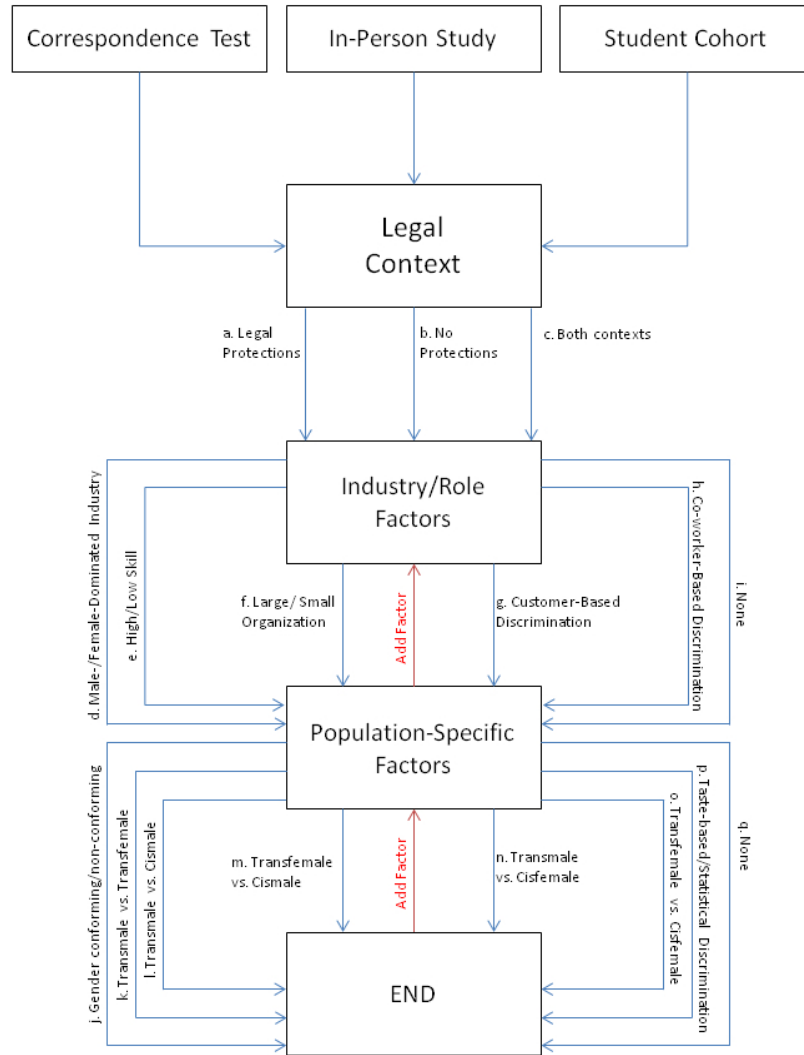 Correspondence Test
In-Person Study
Student Cohort
Legal
Context
a. Legal
Protections
b. No
Protections
c. Both contexts
Industry/Role
Factors
d. Male-/Female-Dominated Industry
e. High/Low Skill
f. Large/ Small
Organization
Add Factor
g. Customer-Based
Discrimination
h. Co-worker-Based Discrimination
i. None
Population-Specific
Factors
j. Gender conforming/non-conforming
k. Transmale vs. Transfemale
l. Transmale vs. Cismale
m. Transfemale
vs. Cismale
Add Factor
n. Transmale
vs. Cisfemale
o. Transfemale vs. Cisfemale
p. Taste-based/Statistical Discrimination
q. None
END